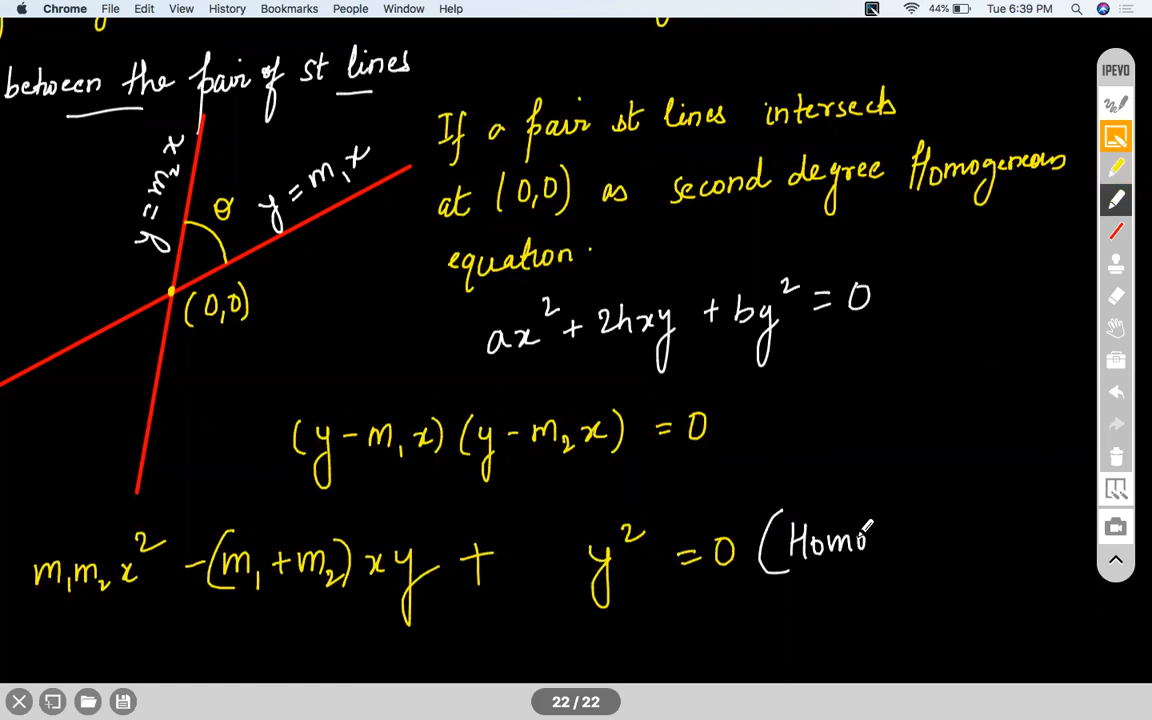 Chrome File Edit View History Bookmarks People Window Help
44% Tue 6:39 PM
between the pair of st lines
IPEVO
y = m₂x
θ
y = m₁x
(0,0)
If a pair st lines intersects
at (0,0) as second degree Homogeneous
equation.
ax² + 2hxy + by² = 0
(y - m₁x) (y - m₂x) = 0
m₁m₂x² - (m₁ + m₂) xy + y² = 0 (Homo
22 / 22